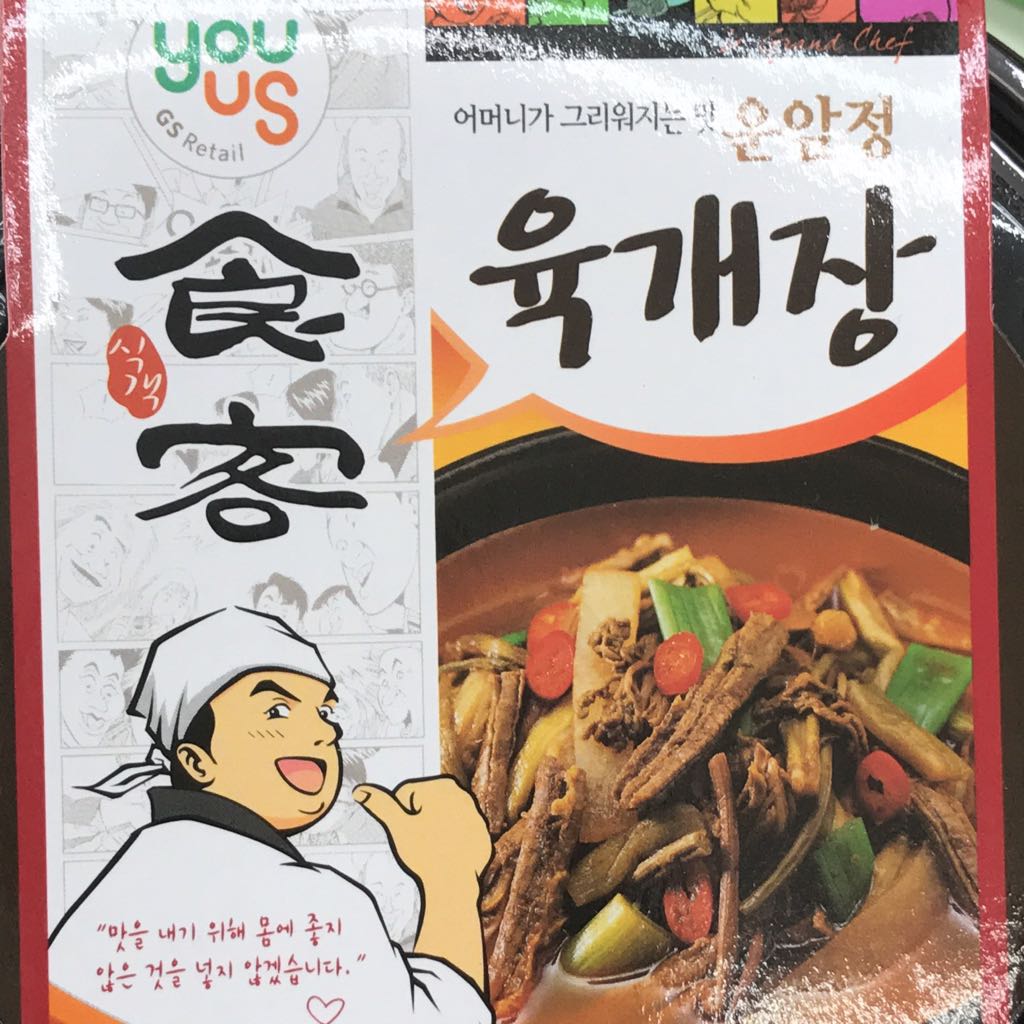 you
us
GS Retail
Grand Chef
어머니가 그리워지는 맛 운암정
육개장
食客
식객
"맛을 내기 위해 몸에 좋지
않은 것을 넣지 않겠습니다."